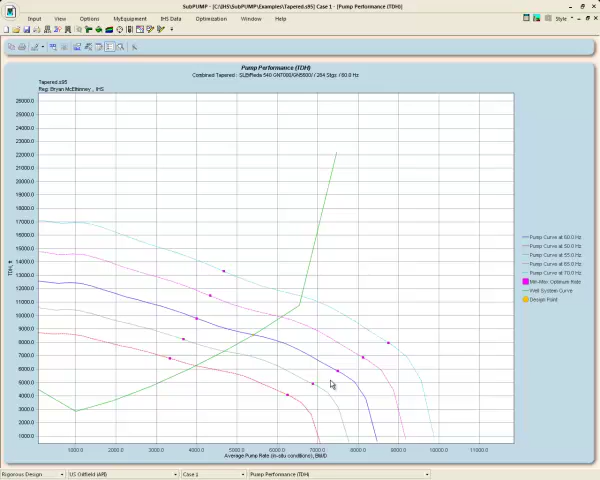 SubPUMP - [C:\IHS\SubPUMP\Examples\Tapered.s95] Case 1 - [Pump Performance (TDH)]
Input View Options MyEquipment IHS Data Optimization Window Help
Style
Pump Performance (TDH)
Combined Tapered : SLB/Reda 540 GN7000/GN5600/ / 264 Stgs / 60.0 Hz
Tapered.s95
Reg: Bryan McElhinney , IHS
26000.0
25000.0
24000.0
23000.0
22000.0
21000.0
20000.0
19000.0
18000.0
17000.0
16000.0
15000.0
14000.0
13000.0
12000.0
11000.0
10000.0
9000.0
8000.0
7000.0
6000.0
5000.0
4000.0
3000.0
2000.0
1000.0
TDH, ft
1000.0 2000.0 3000.0 4000.0 5000.0 6000.0 7000.0 8000.0 9000.0 10000.0 11000.0
Average Pump Rate (in-situ conditions), BWD
Pump Curve at 60.0 Hz
Pump Curve at 50.0 Hz
Pump Curve at 55.0 Hz
Pump Curve at 65.0 Hz
Pump Curve at 70.0 Hz
Min-Max Optimum Rate
Well System Curve
Design Point
Rigorous Design US Oilfield (API) Case 1 Pump Performance (TDH)